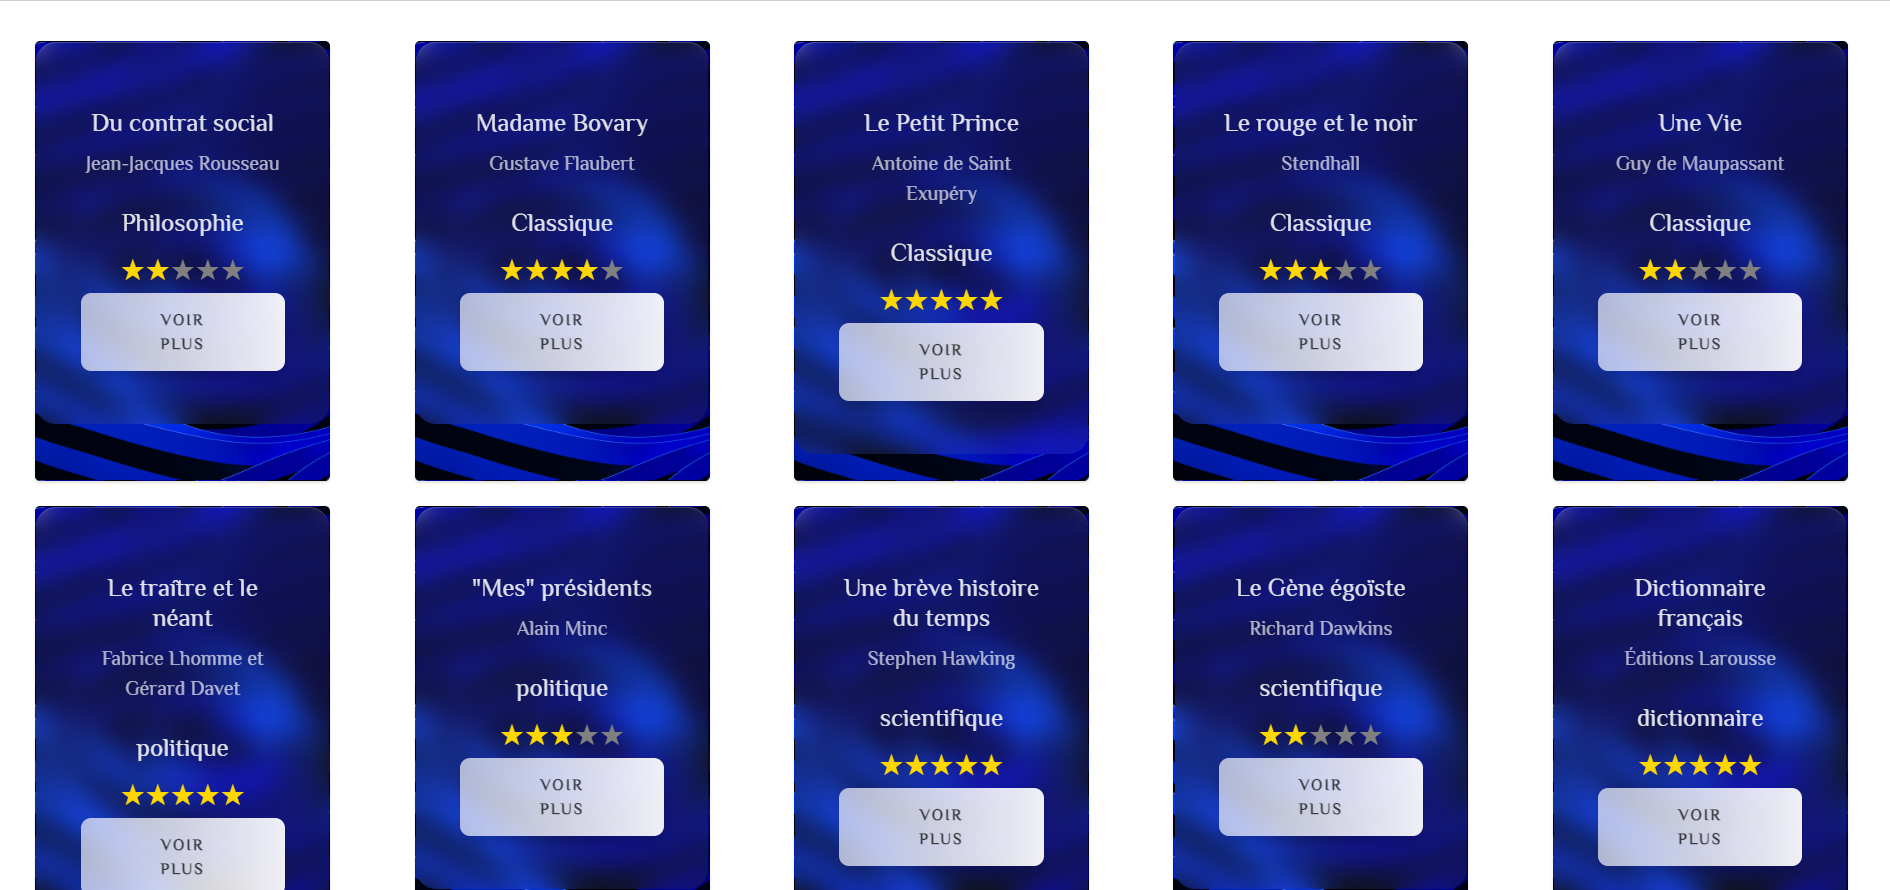 Du contrat social
Jean-Jacques Rousseau
Philosophie
VOIR
PLUS
Madame Bovary
Gustave Flaubert
Classique
VOIR
PLUS
Le Petit Prince
Antoine de Saint
Exupéry
Classique
VOIR
PLUS
Le rouge et le noir
Stendhall
Classique
VOIR
PLUS
Une Vie
Guy de Maupassant
Classique
VOIR
PLUS
Le traître et le
néant
Fabrice Lhomme et
Gérard Davet
politique
VOIR
PLUS
"Mes" présidents
Alain Minc
politique
VOIR
PLUS
Une brève histoire
du temps
Stephen Hawking
scientifique
VOIR
PLUS
Le Gène égoïste
Richard Dawkins
scientifique
VOIR
PLUS
Dictionnaire
français
Éditions Larousse
dictionnaire
VOIR
PLUS